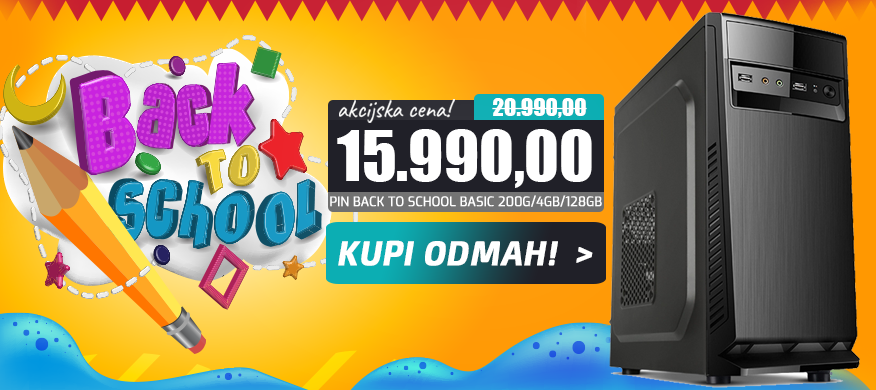 Back
TO
SCHOOL
akcijska cena!
20.990,00
15.990,00
PIN BACK TO SCHOOL BASIC 200G/4GB/128GB
KUPI ODMAH! >